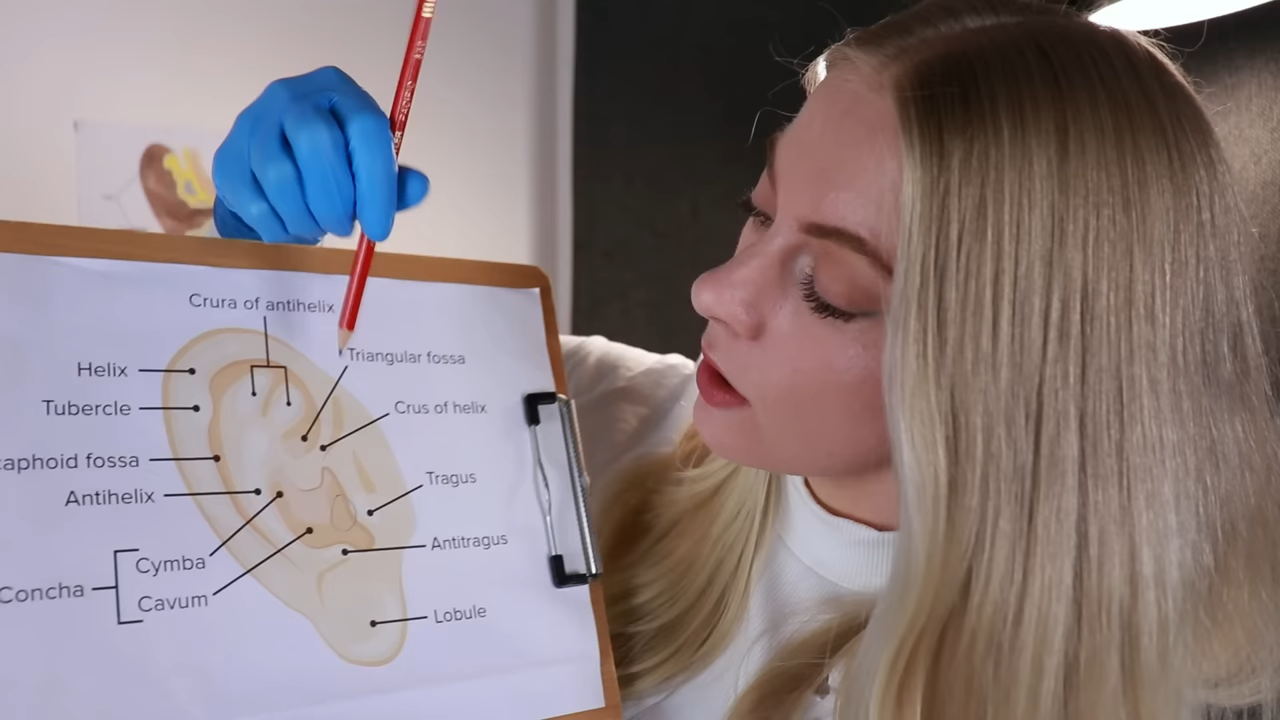 Crura of antihelix
Helix
Triangular fossa
Tubercle
Crus of helix
caphoid fossa
Tragus
Antihelix
Antitragus
Cymba
Concha
Cavum
Lobule